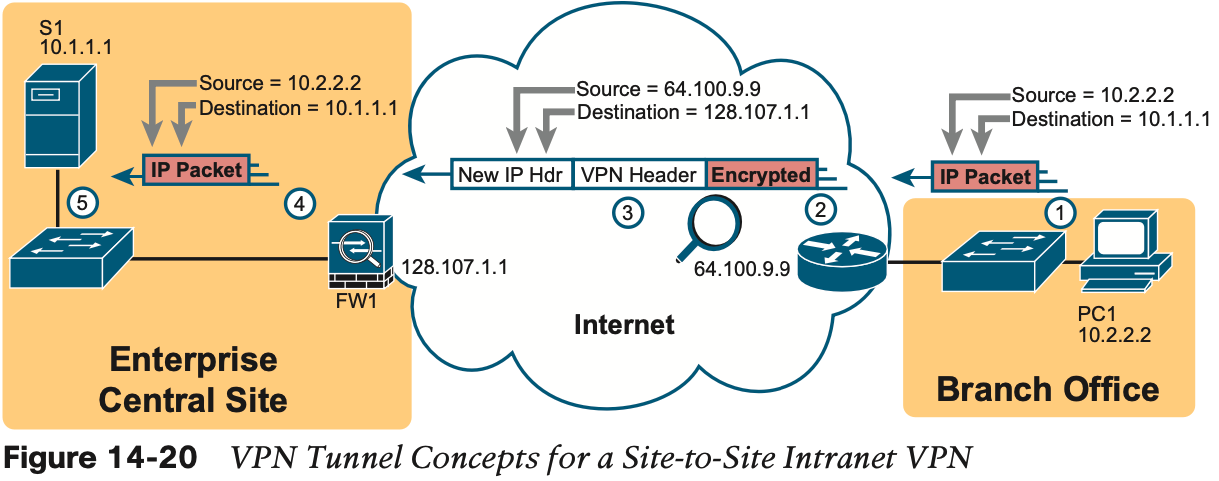 S1
10.1.1.1
Source = 10.2.2.2
Destination = 10.1.1.1
IP Packet
5
4
FW1
128.107.1.1
Enterprise
Central Site
Source = 64.100.9.9
Destination = 128.107.1.1
New IP Hdr
VPN Header
Encrypted
3
2
64.100.9.9
Internet
Source = 10.2.2.2
Destination = 10.1.1.1
IP Packet
1
PC1
10.2.2.2
Branch Office
Figure 14-20 VPN Tunnel Concepts for a Site-to-Site Intranet VPN